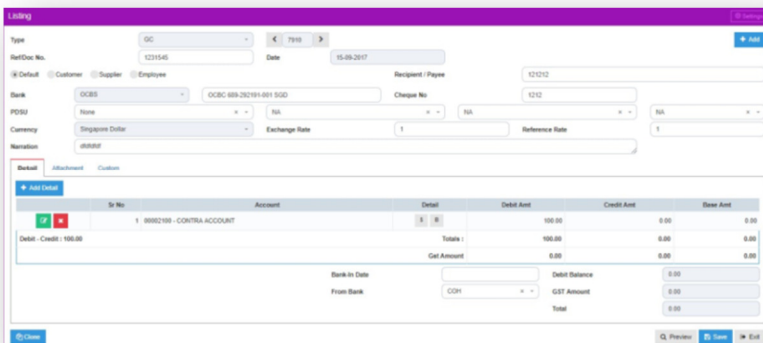 Listing Settings
Type GC 7910 + Add
Ref/Doc No. 1231545 Date 15-09-2017
Default Customer Supplier Employee Recipient / Payee 121212
Bank OCBS OCBC 689-292191-001 SGD Cheque No 1212
PDSU None NA NA NA
Currency Singapore Dollar Exchange Rate 1 Reference Rate 1
Narration
Detail Attachment Custom
+ Add Detail
Sr No Account Detail Debit Amt Credit Amt Base Amt
1 00002100 - CONTRA ACCOUNT $ B 100.00 0.00 0.00
Debit - Credit : 100.00 Totals : 100.00 0.00 0.00
Gst Amount 0.00 0.00 0.00
Bank-In Date Debit Balance 0.00
From Bank COH GST Amount 0.00
Total 0.00
Clone Preview Save Exit